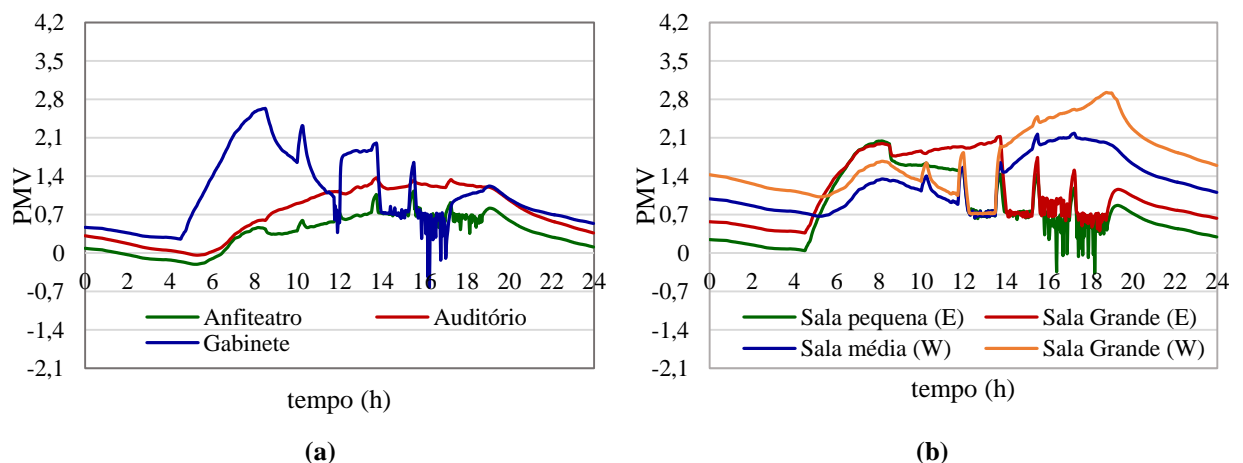 4,2
3,5
2,8
2,1
1,4
0,7
0
-0,7
-1,4
-2,1
PMV
0 2 4 6 8 10 12 14 16 18 20 22 24
Anfiteatro Auditório
Gabinete
tempo (h)
(a)
4,2
3,5
2,8
2,1
1,4
0,7
0
-0,7
-1,4
-2,1
PMV
0 2 4 6 8 10 12 14 16 18 20 22 24
Sala pequena (E) Sala Grande (E)
Sala média (W) Sala Grande (W)
tempo (h)
(b)